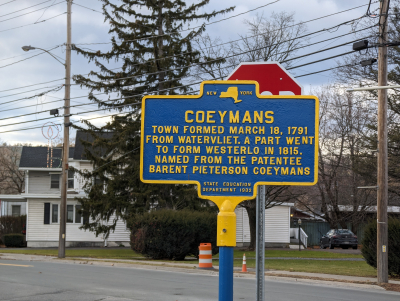 NEW YORK
COEYMANS
TOWN FORMED MARCH 18, 1791
FROM WATERVLIET. A PART WENT
TO FORM WESTERLO IN 1815.
NAMED FROM THE PATENTEE
BARENT PIETERSON COEYMANS
STATE EDUCATION
DEPARTMENT 1932